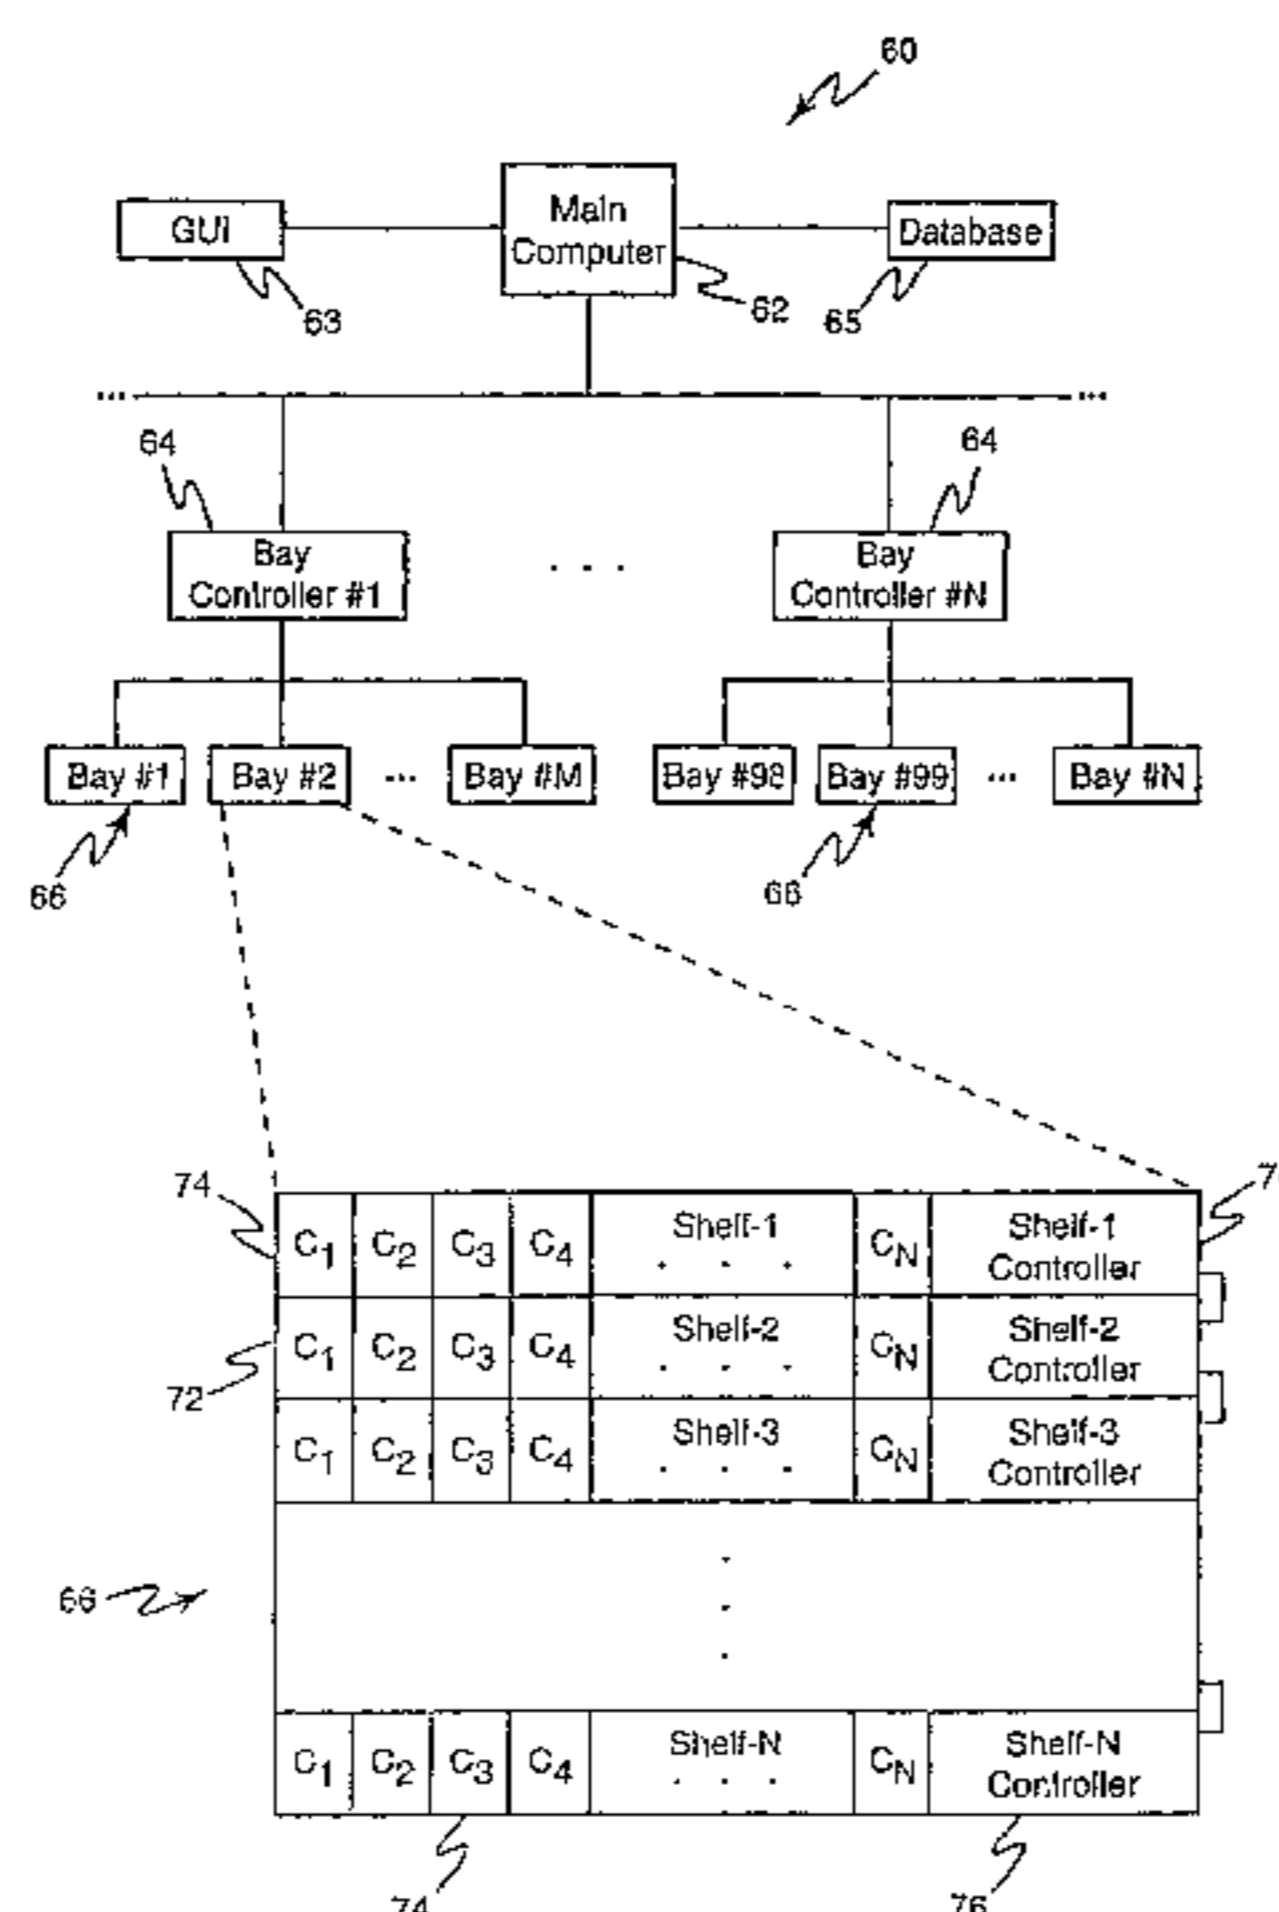 60
GUI
Main
Computer
Database
63
62
65
...
...
64
64
Bay
Controller #1
. . .
Bay
Controller #N
Bay #1
Bay #2
...
Bay #M
Bay #98
Bay #99
...
Bay #N
66
66
74
C1
C2
C3
C4
Shelf-1
. . .
CN
Shelf-1
Controller
72
C1
C2
C3
C4
Shelf-2
. . .
CN
Shelf-2
Controller
C1
C2
C3
C4
Shelf-3
. . .
CN
Shelf-3
Controller
66
C1
C2
C3
C4
Shelf-N
. . .
CN
Shelf-N
Controller
74
76